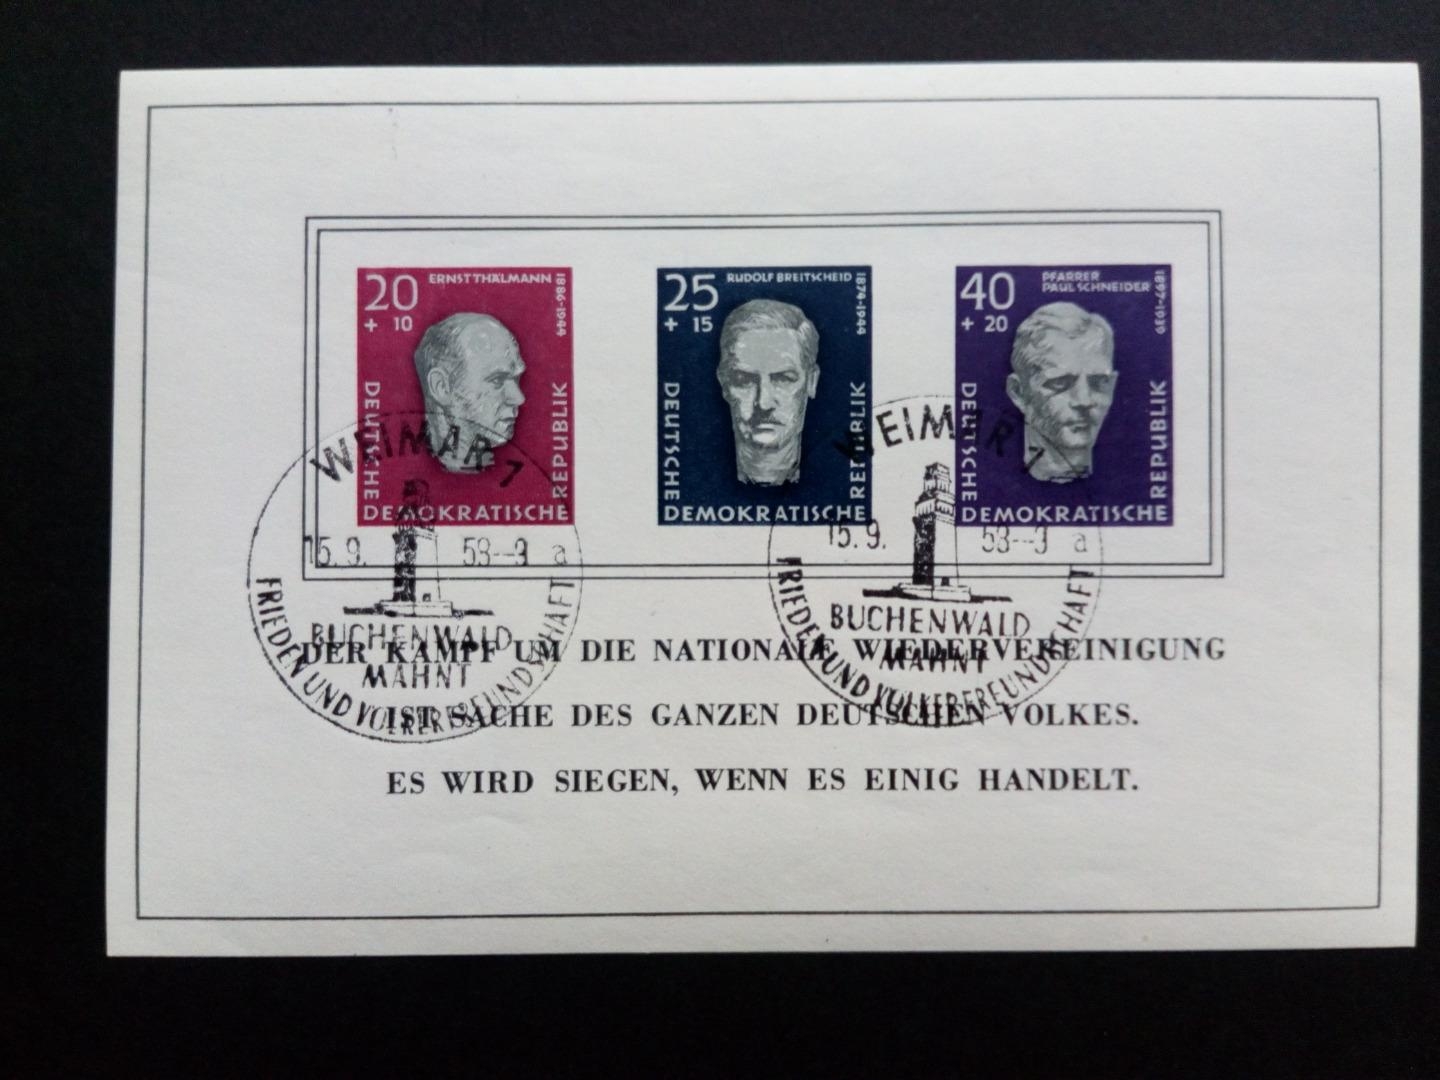 20
+ 10
ERNST THÄLMANN
1886-1944
DEUTSCHE
DEMOKRATISCHE
REPUBLIK
25
+ 15
RUDOLF BREITSCHEID
1874-1944
DEUTSCHE
DEMOKRATISCHE
REPUBLIK
40
+ 20
PFARRER
PAUL SCHNEIDER
1897-1939
DEUTSCHE
DEMOKRATISCHE
REPUBLIK
WEIMAR 1
15.9. 58--9 a
BUCHENWALD
MAHNT
FRIEDEN UND VÖLKERFREUNDSCHAFT
WEIMAR 1
15.9. 58--9 a
BUCHENWALD
MAHNT
FRIEDEN UND VÖLKERFREUNDSCHAFT
DER KAMPF UM DIE NATIONALE WIEDERVEREINIGUNG
IST SACHE DES GANZEN DEUTSCHEN VOLKES.
ES WIRD SIEGEN, WENN ES EINIG HANDELT.